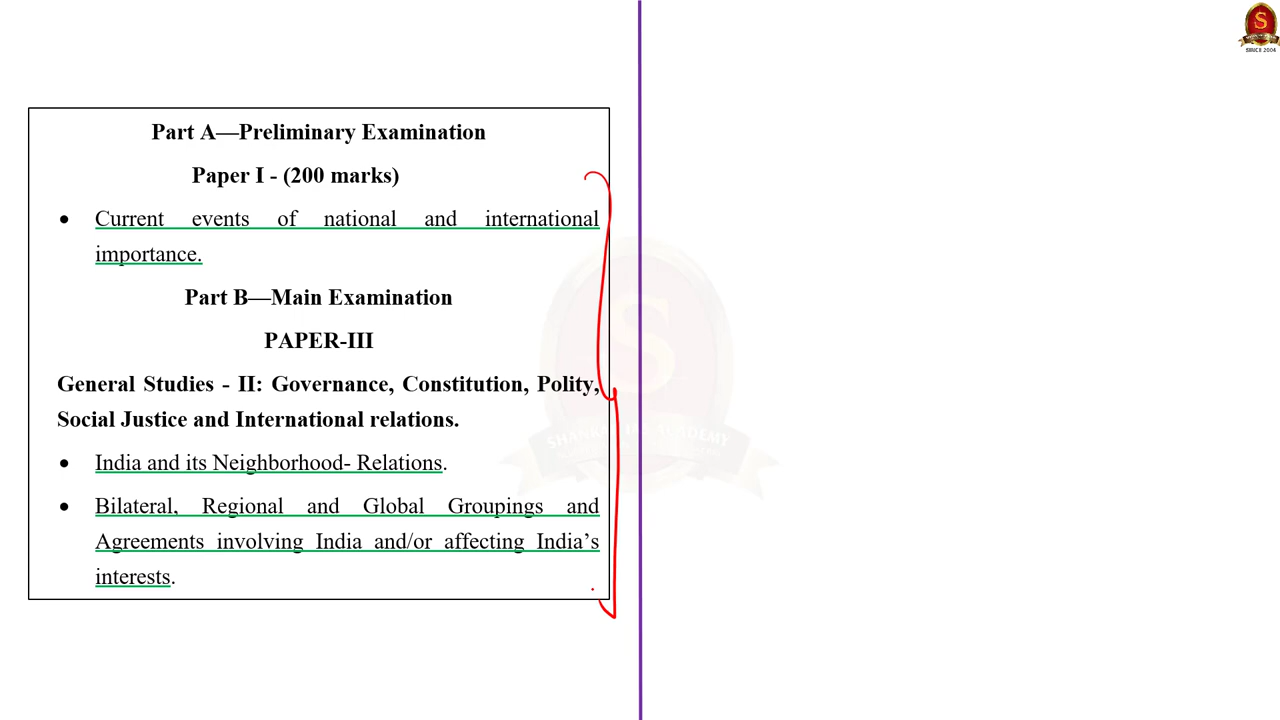 Part A—Preliminary Examination
Paper I - (200 marks)
• Current events of national and international
importance.
Part B—Main Examination
PAPER-III
General Studies - II: Governance, Constitution, Polity,
Social Justice and International relations.
• India and its Neighborhood- Relations.
• Bilateral, Regional and Global Groupings and
Agreements involving India and/or affecting India's
interests.
S
SINCE 2004